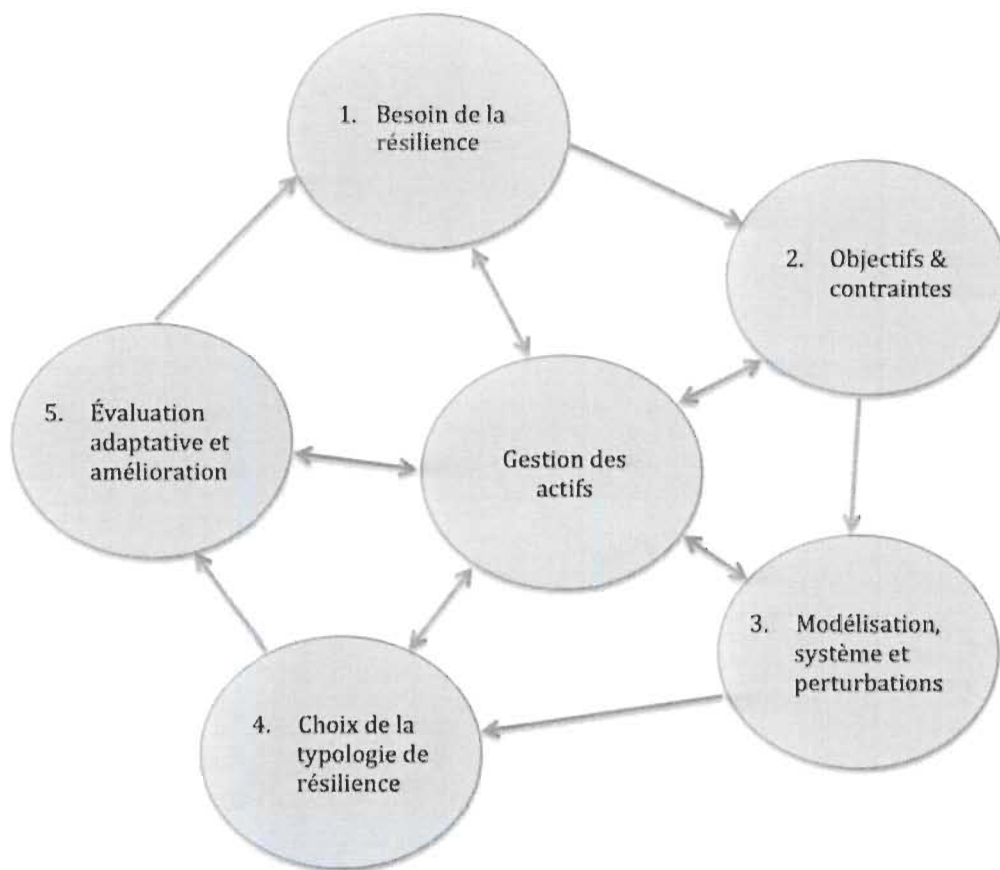 1. Besoin de la
résilience
2. Objectifs &
contraintes
3. Modélisation,
système et
perturbations
4. Choix de la
typologie de
résilience
5. Évaluation
adaptative et
amélioration
Gestion des
actifs